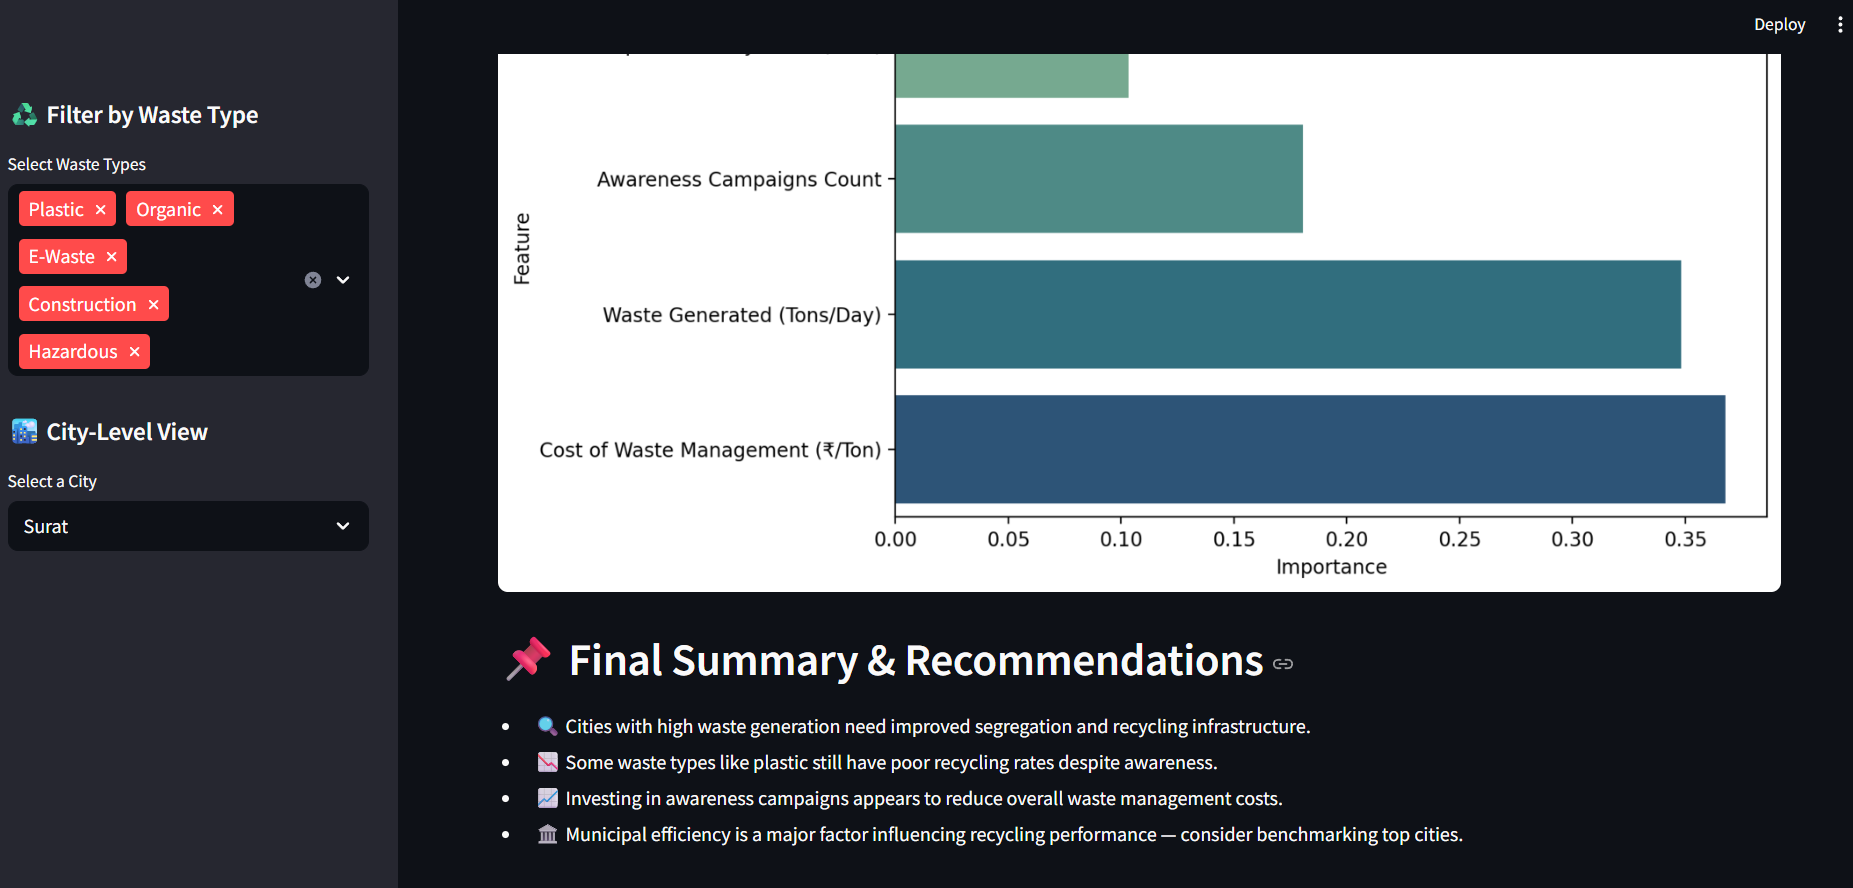 Deploy
Filter by Waste Type
Select Waste Types
Plastic × Organic ×
E-Waste ×
Construction ×
Hazardous ×
City-Level View
Select a City
Surat
Feature
Awareness Campaigns Count
Waste Generated (Tons/Day)
Cost of Waste Management (₹/Ton)
0.00 0.05 0.10 0.15 0.20 0.25 0.30 0.35
Importance
Final Summary & Recommendations
Cities with high waste generation need improved segregation and recycling infrastructure.
Some waste types like plastic still have poor recycling rates despite awareness.
Investing in awareness campaigns appears to reduce overall waste management costs.
Municipal efficiency is a major factor influencing recycling performance — consider benchmarking top cities.